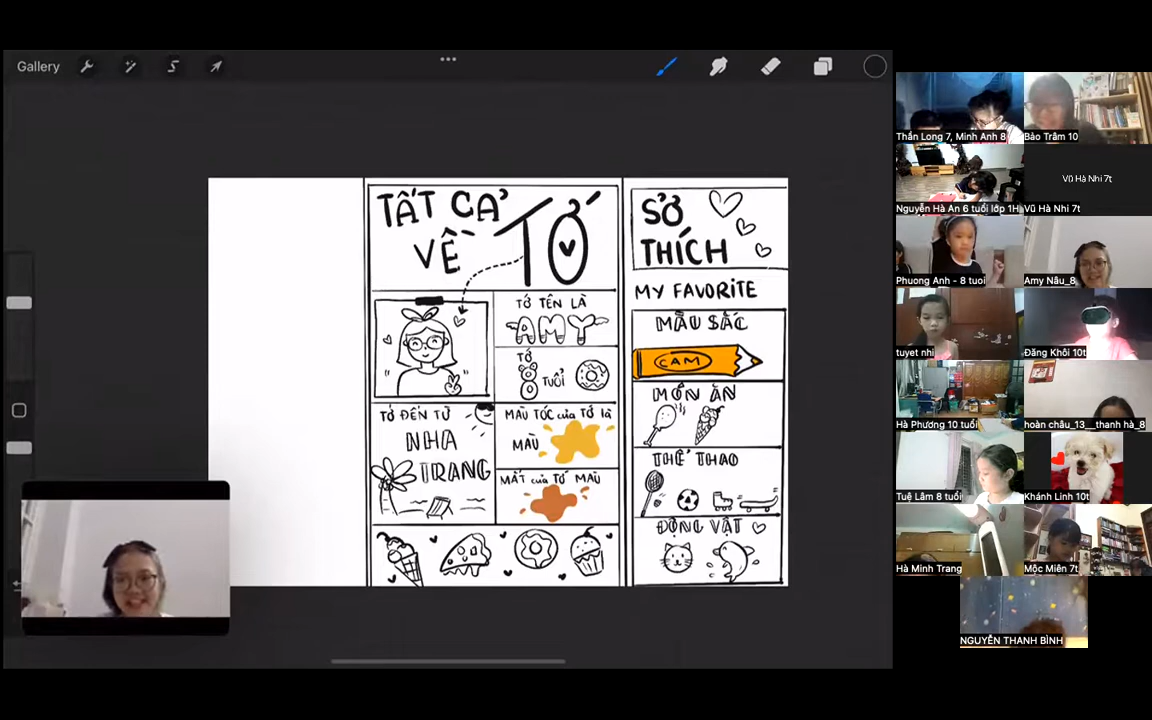 Gallery
TẤT CẢ
VỀ TỚ
TỚ TÊN LÀ
AMY
TỚ
8 TUỔI
TỚ ĐẾN TỪ
NHA
TRANG
MÀU TÓC của TỚ là
MÀU
MẮT của TỚ MÀU
SỞ
THÍCH
MY FAVORITE
MÀU SẮC
CAM
MÓN ĂN
THỂ THAO
ĐỘNG VẬT
Thần Long 7, Minh Anh 8
Bảo Trâm 10
Nguyễn Hà An 6 tuổi lớp 1H
Vũ Hà Nhi 7t
Vũ Hà Nhi 7t
Phuong Anh - 8 tuoi
Amy Nâu_8
tuyet nhi
Đăng Khôi 10t
Hà Phương 10 tuổi
hoàn châu_13__thanh hà_8
Tuệ Lâm 8 tuổi
Khánh Linh 10t
Hà Minh Trang
Mộc Miên 7t
NGUYỄN THANH BÌNH